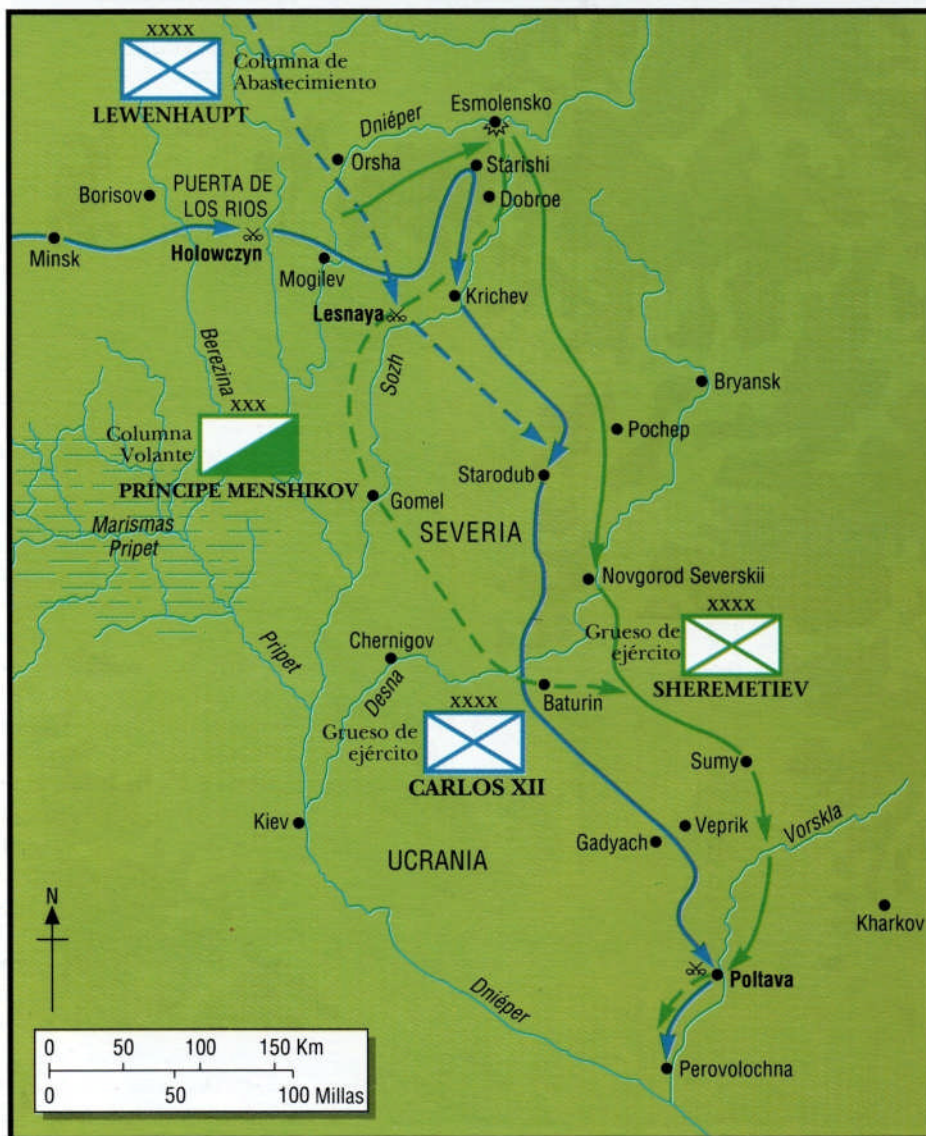 XXXX
Columna de
Abastecimiento
LEWENHAUPT
Esmolensko
Dniéper
Orsha
Starishi
Borisov
PUERTA DE
LOS RIOS
Dobroe
Minsk
Holowczyn
Mogilev
Krichev
Lesnaya
Berezina
Sozh
Bryansk
XXX
Columna
Volante
PRÍNCIPE MENSHIKOV
Pochep
Starodub
Gomel
Marismas
Pripet
SEVERIA
Novgorod Severskii
XXXX
Grueso de
ejército
SHEREMETIEV
Pripet
Chernigov
Desna
Baturin
XXXX
Grueso de
ejército
CARLOS XII
Sumy
Kiev
Veprik
Vorskla
Gadyach
UCRANIA
N
Kharkov
Poltava
Dniéper
0 50 100 150 Km
0 50 100 Millas
Perovolochna